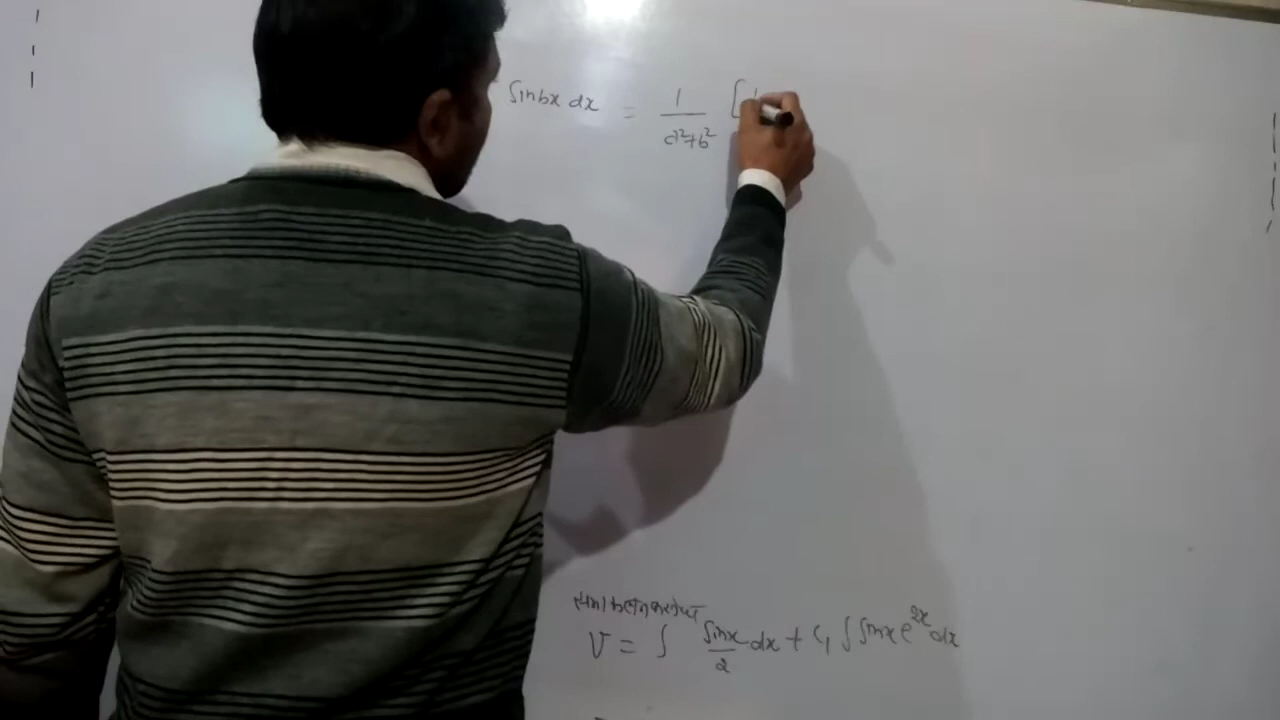 sinbx dx = 1/(a²+b²) [
V = ∫ sinx/2 dx + C₁ ∫ sinx e^{2x} dx